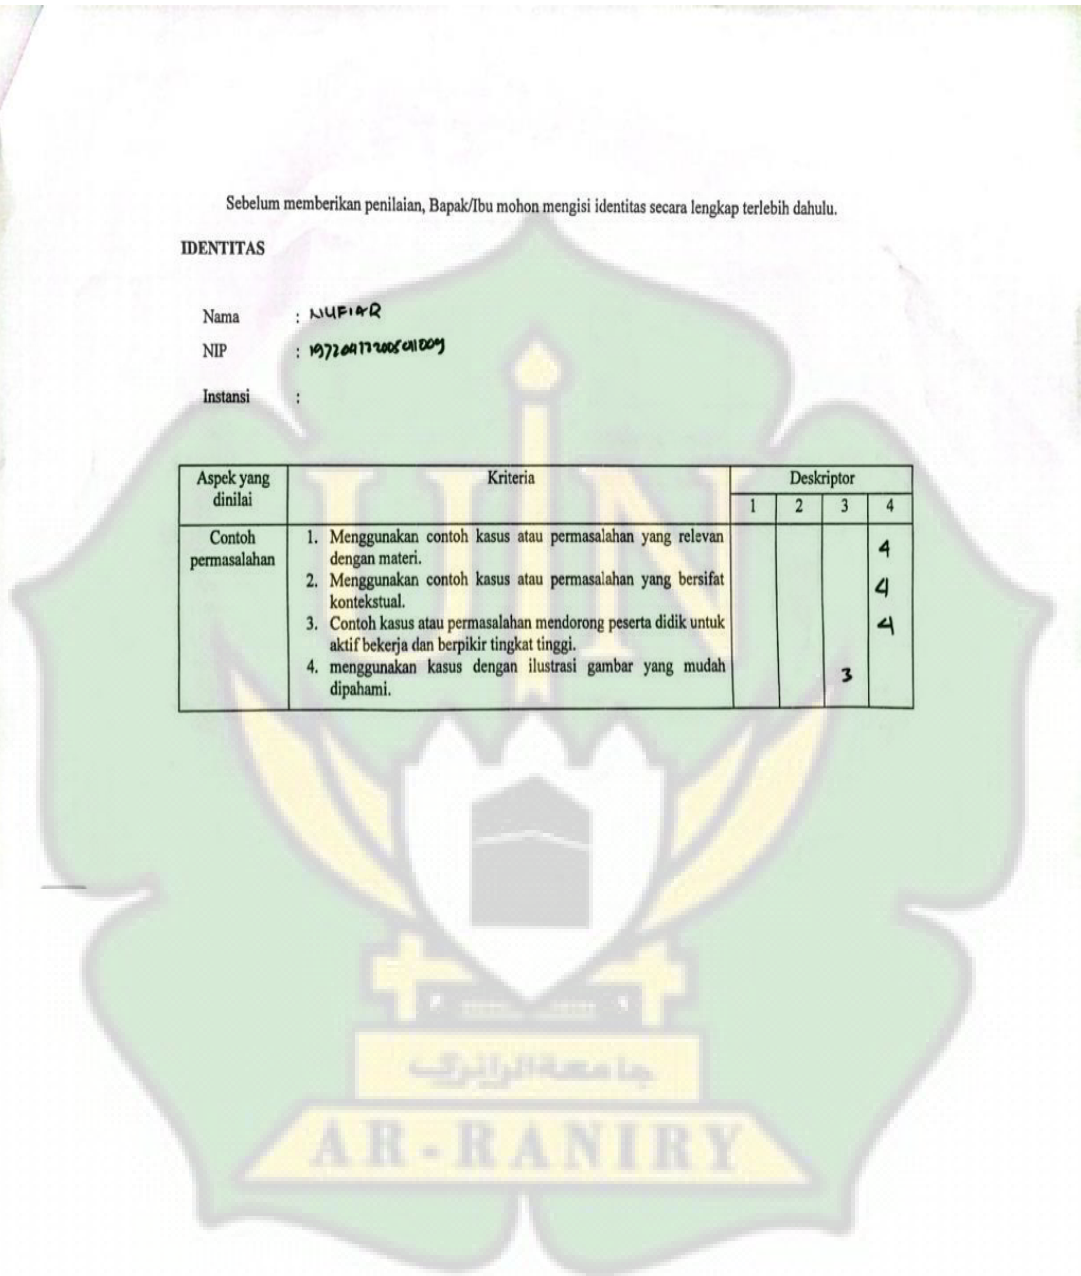 Sebelum memberikan penilaian, Bapak/Ibu mohon mengisi identitas secara lengkap terlebih dahulu.
IDENTITAS
Nama : NUFIAR
NIP :
Instansi :
Aspek yang dinilai Kriteria Deskriptor
1 2 3 4
Contoh permasalahan
1. Menggunakan contoh kasus atau permasalahan yang relevan
dengan materi. 4
2. Menggunakan contoh kasus atau permasalahan yang bersifat
kontekstual. 4
3. Contoh kasus atau permasalahan mendorong peserta didik untuk
aktif bekerja dan berpikir tingkat tinggi. 4
4. menggunakan kasus dengan ilustrasi gambar yang mudah
dipahami. 3
UIN
جامعة الرانيري
AR-RANIRY